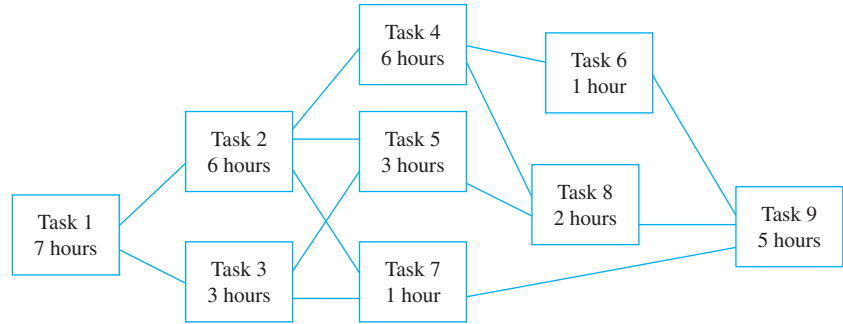 Task 4
6 hours
Task 6
1 hour
Task 2
6 hours
Task 5
3 hours
Task 8
2 hours
Task 1
7 hours
Task 9
5 hours
Task 3
3 hours
Task 7
1 hour